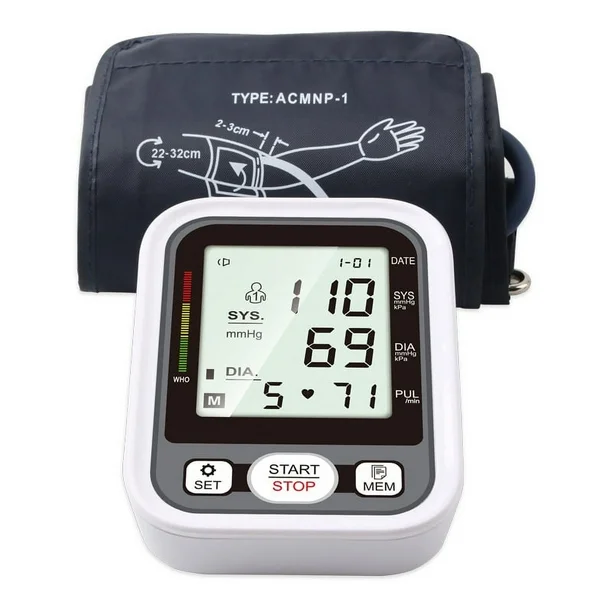 TYPE:ACMNP-1
2-3cm
22-32cm
1-01 DATE
1
110 SYS
mmHg
kPa
SYS.
mmHg
69 DIA
mmHg
kPa
DIA.
WHO
M 5 71 PUL
/min
SET
START
STOP
MEM